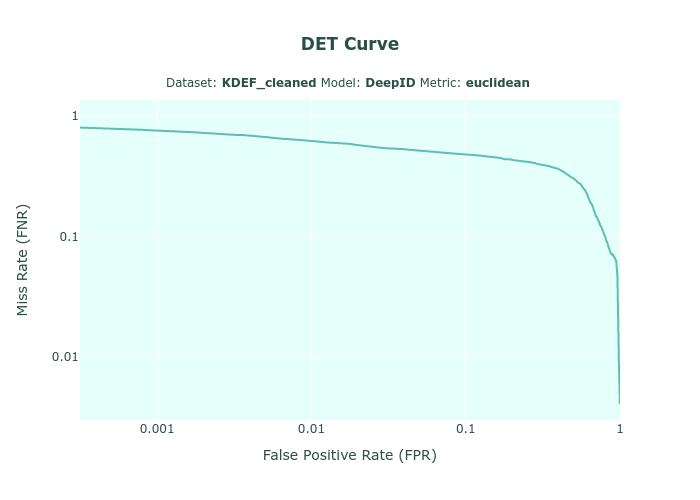 DET Curve
Dataset: KDEF_cleaned Model: DeepID Metric: euclidean
1
0.1
0.01
Miss Rate (FNR)
0.001
0.01
0.1
1
False Positive Rate (FPR)